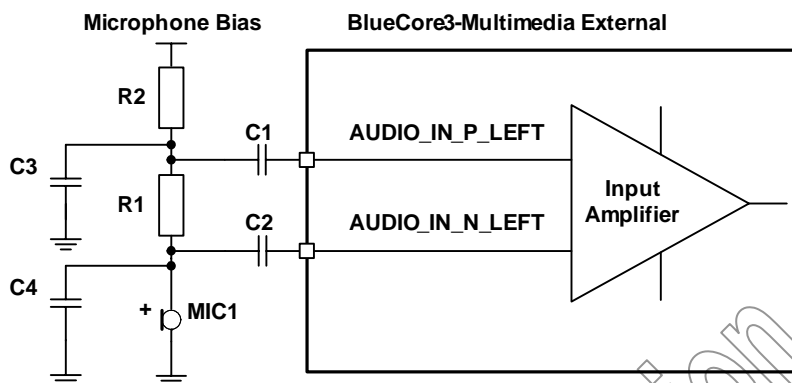 Microphone Bias
BlueCore3-Multimedia External
R2
C1
AUDIO_IN_P_LEFT
C3
R1
Input
Amplifier
C2
AUDIO_IN_N_LEFT
C4
+
MIC1